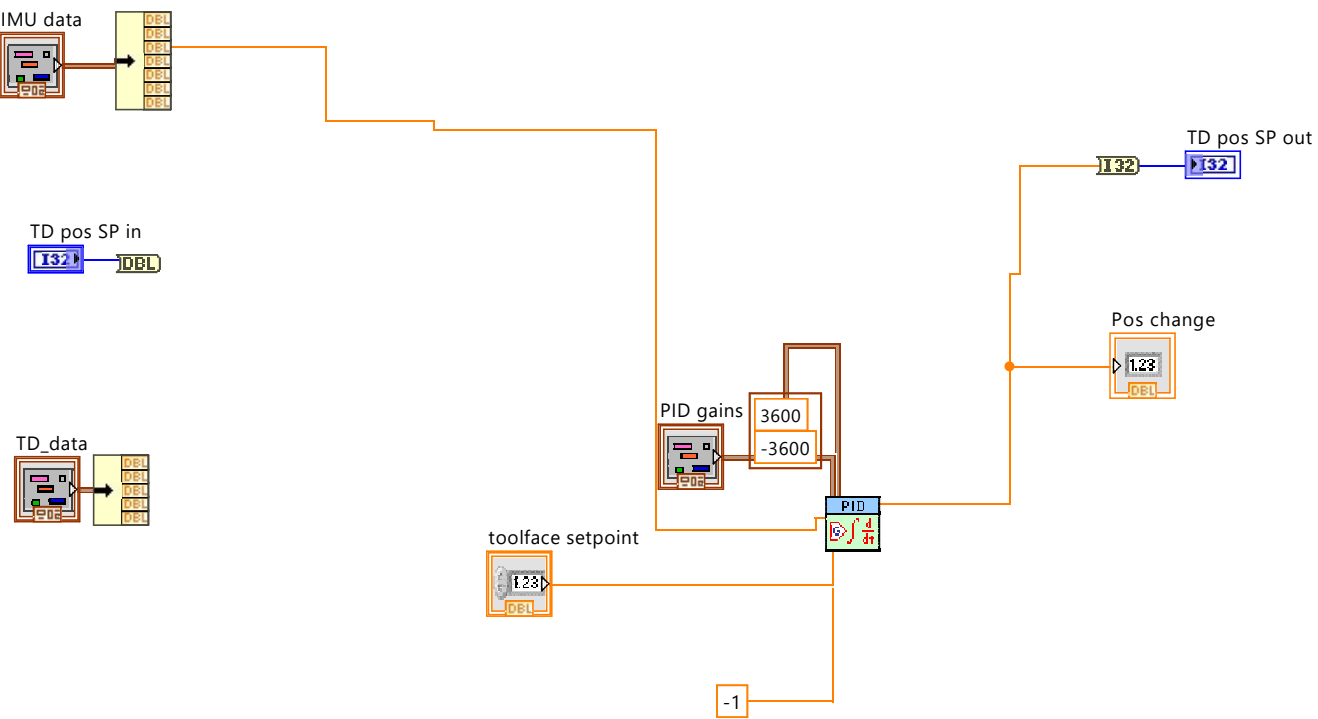 IMU data
DBL
DBL
DBL
DBL
DBL
DBL
DBL
TD pos SP out
I32
I32
TD pos SP in
I32
DBL
Pos change
1.23
DBL
PID gains
3600
-3600
TD_data
DBL
DBL
DBL
DBL
DBL
PID
d
dt
toolface setpoint
1.23
DBL
-1